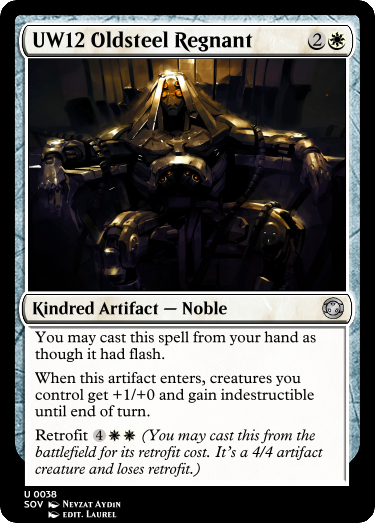 UW12 Oldsteel Regnant 2
Kindred Artifact — Noble
You may cast this spell from your hand as
though it had flash.
When this artifact enters, creatures you
control get +1/+0 and gain indestructible
until end of turn.
Retrofit 4 (You may cast this from the
battlefield for its retrofit cost. It's a 4/4 artifact
creature and loses retrofit.)
U 0038
SOV Nevzat Aydin
edit. Laurel